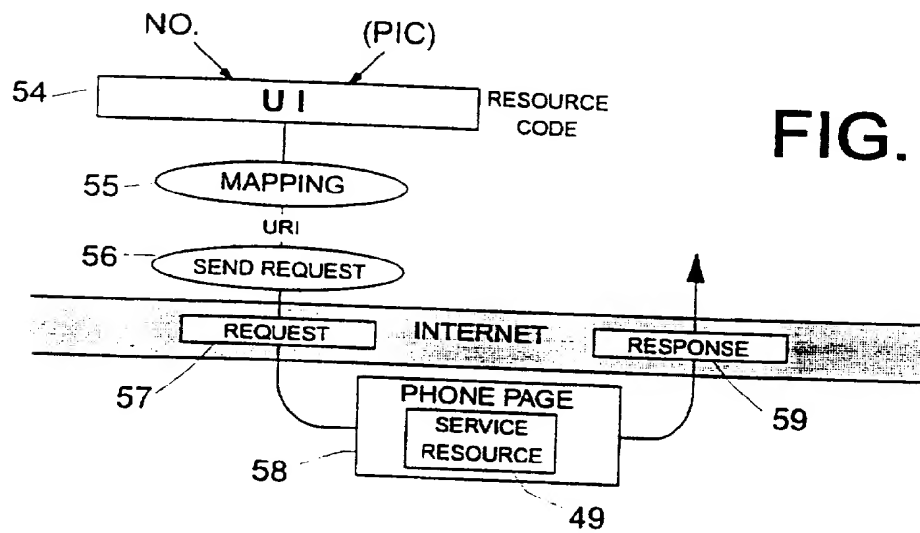 NO.
(PIC)
54
U I
RESOURCE
CODE
FIG.
55
MAPPING
URI
56
SEND REQUEST
REQUEST
INTERNET
RESPONSE
57
PHONE PAGE
59
SERVICE
RESOURCE
58
49